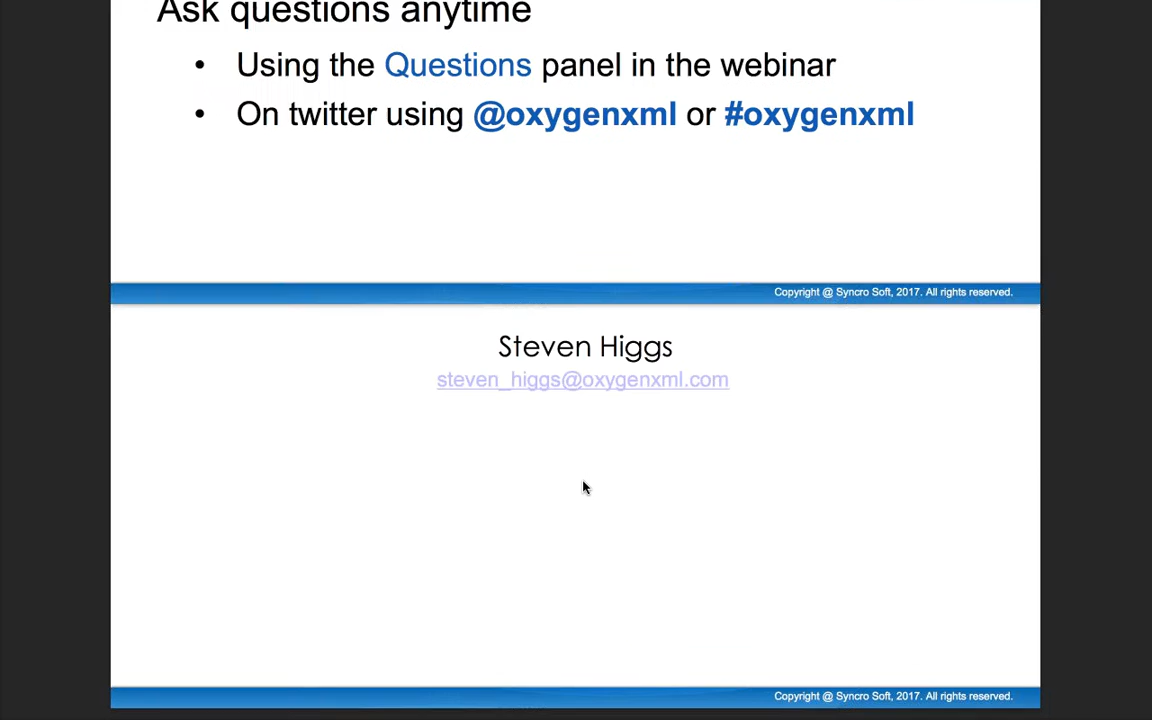 Ask questions anytime
• Using the Questions panel in the webinar
• On twitter using @oxygenxml or #oxygenxml
Copyright @ Syncro Soft, 2017. All rights reserved.
Steven Higgs
steven_higgs@oxygenxml.com
Copyright @ Syncro Soft, 2017. All rights reserved.